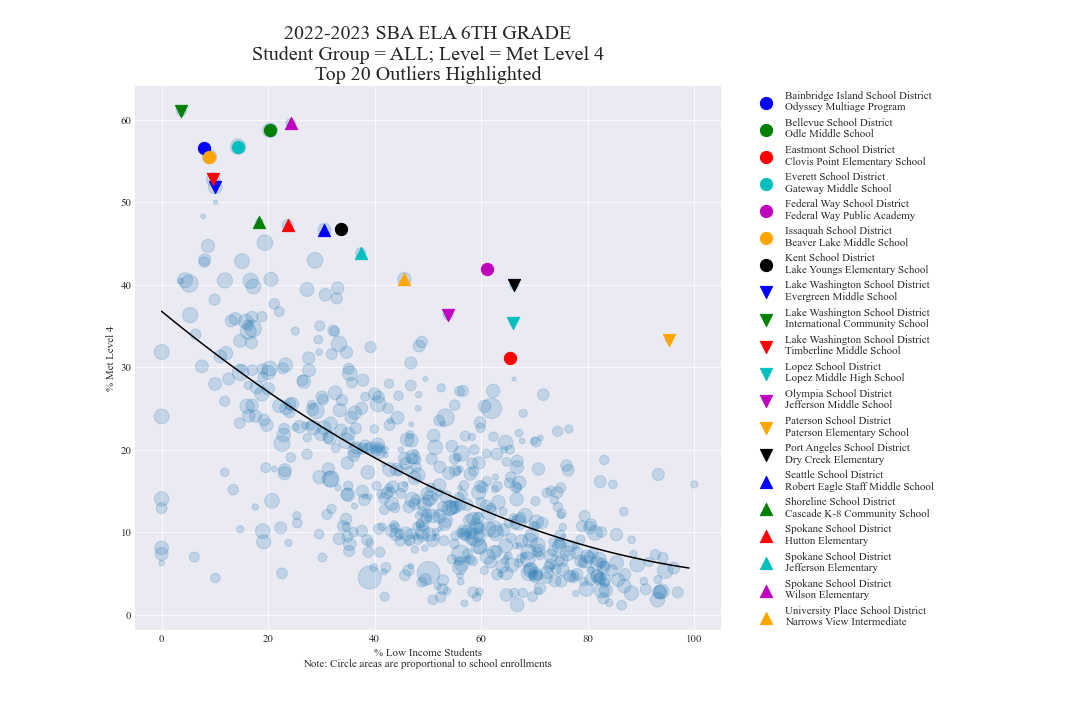 2022-2023 SBA ELA 6TH GRADE
Student Group = ALL; Level = Met Level 4
Top 20 Outliers Highlighted
% Met Level 4
60
50
40
30
20
10
0
0 20 40 60 80 100
% Low Income Students
Note: Circle areas are proportional to school enrollments
Bainbridge Island School District
Odyssey Multiage Program
Bellevue School District
Odle Middle School
Eastmont School District
Clovis Point Elementary School
Everett School District
Gateway Middle School
Federal Way School District
Federal Way Public Academy
Issaquah School District
Beaver Lake Middle School
Kent School District
Lake Youngs Elementary School
Lake Washington School District
Evergreen Middle School
Lake Washington School District
International Community School
Lake Washington School District
Timberline Middle School
Lopez School District
Lopez Middle High School
Olympia School District
Jefferson Middle School
Paterson School District
Paterson Elementary School
Port Angeles School District
Dry Creek Elementary
Seattle School District
Robert Eagle Staff Middle School
Shoreline School District
Cascade K-8 Community School
Spokane School District
Hutton Elementary
Spokane School District
Jefferson Elementary
Spokane School District
Wilson Elementary
University Place School District
Narrows View Intermediate